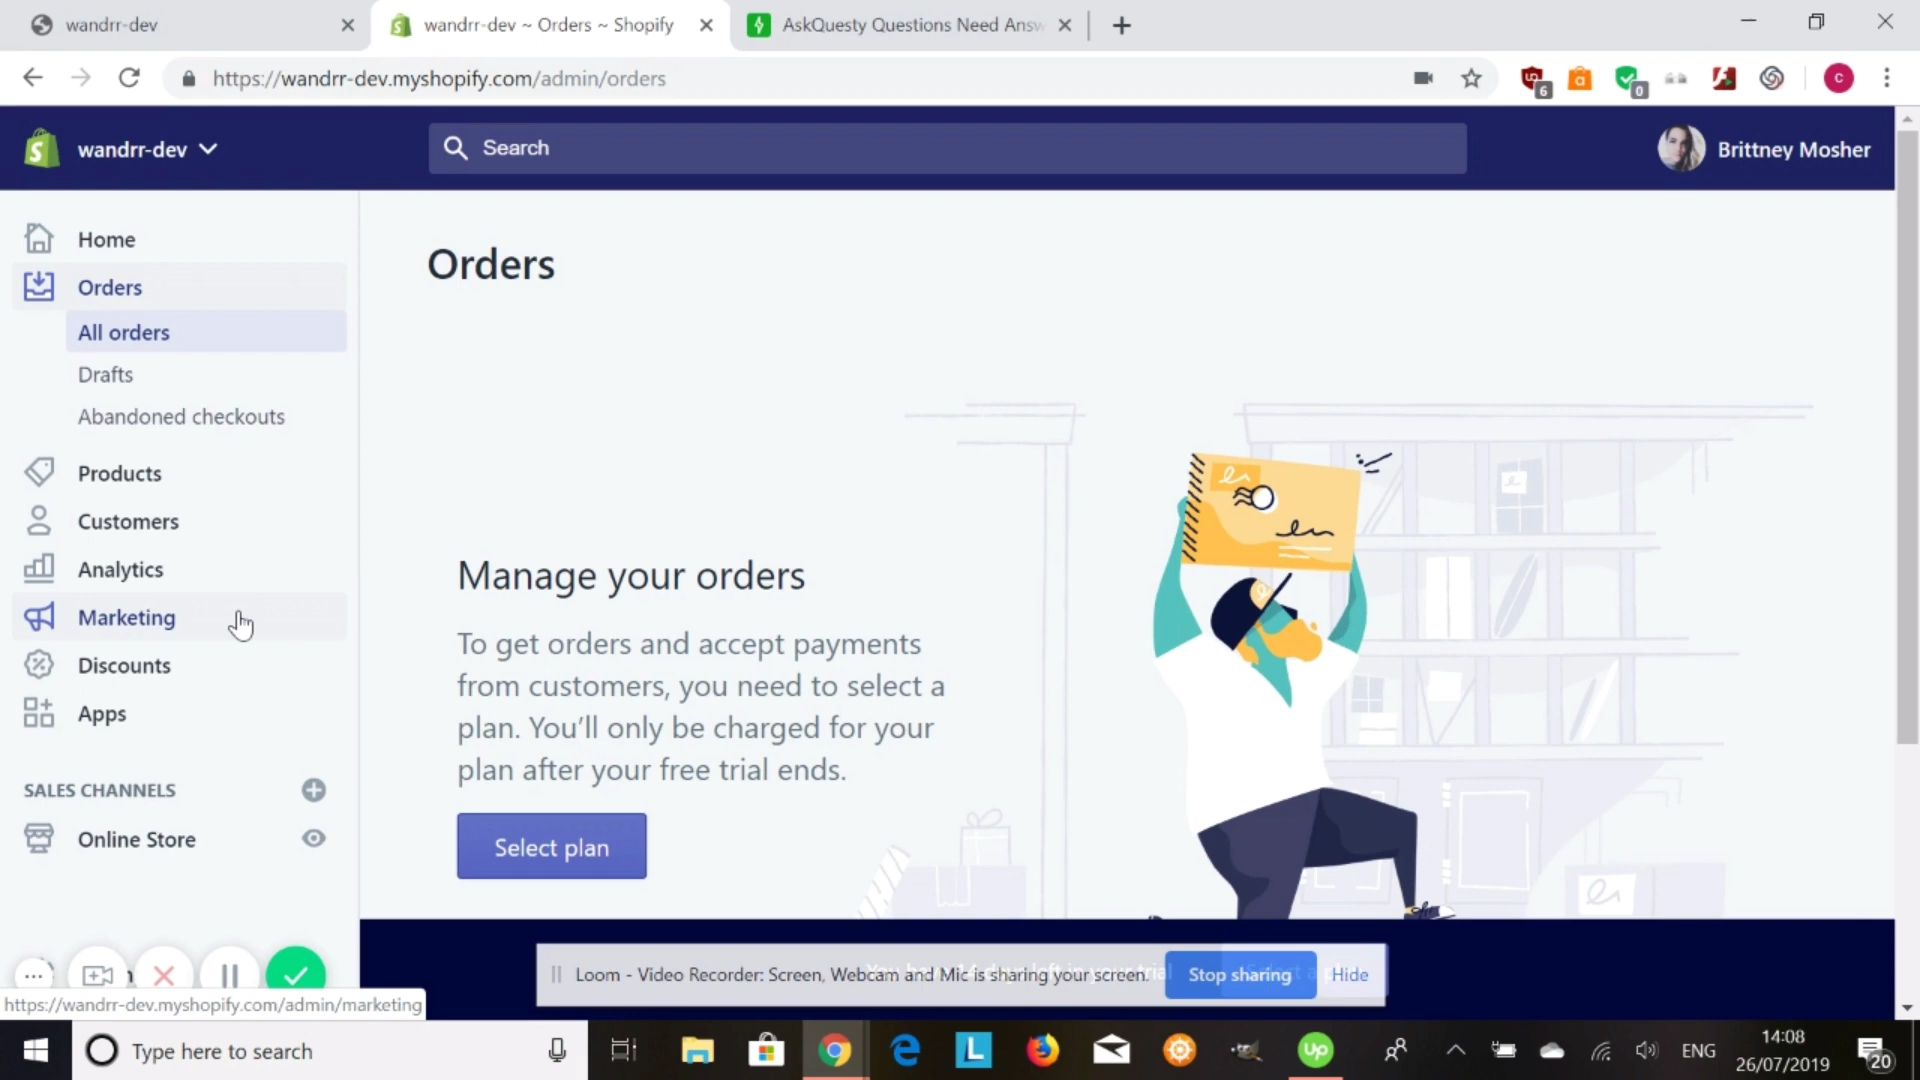 wandrr-dev
wandrr-dev ~ Orders ~ Shopify
AskQuesty Questions Need Answ
https://wandrr-dev.myshopify.com/admin/orders
6
0
c
wandrr-dev
Search
Brittney Mosher
Home
Orders
All orders
Drafts
Abandoned checkouts
Products
Customers
Analytics
Marketing
Discounts
Apps
SALES CHANNELS
Online Store
Orders
Manage your orders
To get orders and accept payments
from customers, you need to select a
plan. You'll only be charged for your
plan after your free trial ends.
Select plan
Loom - Video Recorder: Screen, Webcam and Mic is sharing your screen.
Stop sharing
Hide
https://wandrr-dev.myshopify.com/admin/marketing
Type here to search
L
Up
ENG
14:08
26/07/2019
20